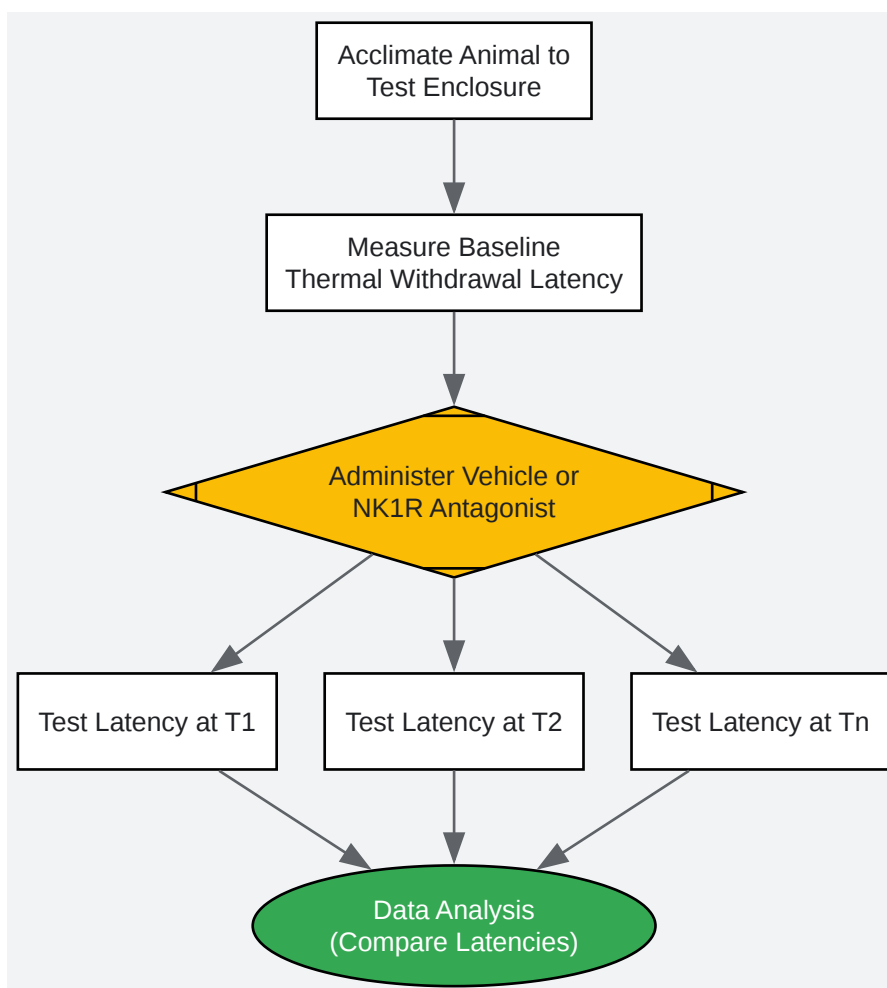 Acclimate Animal to
Test Enclosure
Measure Baseline
Thermal Withdrawal Latency
Administer Vehicle or
NK1R Antagonist
Test Latency at T1
Test Latency at T2
Test Latency at Tn
Data Analysis
(Compare Latencies)